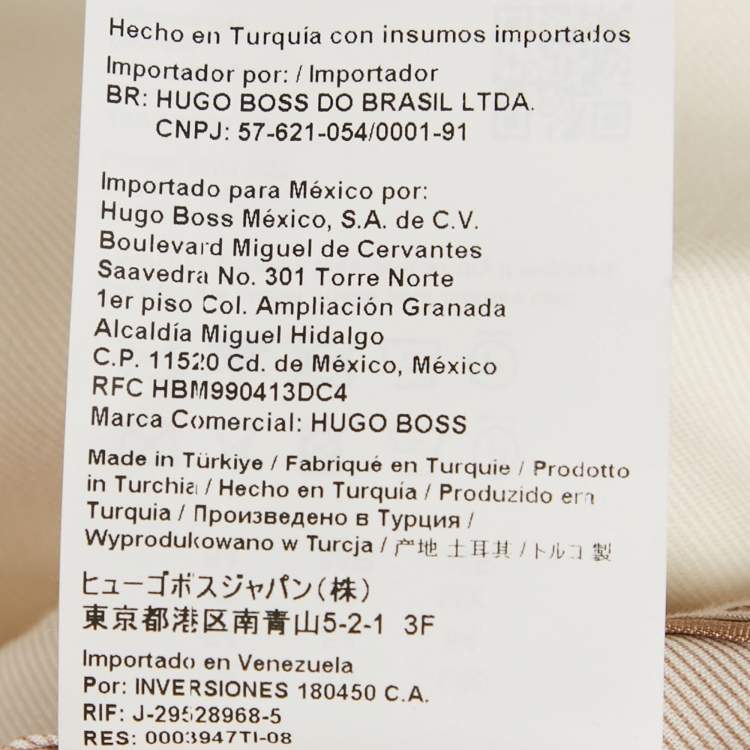 Hecho en Turquía con insumos importados
Importador por: / Importador
BR: HUGO BOSS DO BRASIL LTDA.
CNPJ: 57-621-054/0001-91
Importado para México por:
Hugo Boss México, S.A. de C.V.
Boulevard Miguel de Cervantes
Saavedra No. 301 Torre Norte
1er piso Col. Ampliación Granada
Alcaldía Miguel Hidalgo
C.P. 11520 Cd. de México, México
RFC HBM990413DC4
Marca Comercial: HUGO BOSS
Made in Türkiye / Fabriqué en Turquie / Prodotto
in Turchia / Hecho en Turquía / Produzido em
Turquia / Произведено в Турция /
Wyprodukowano w Turcja / 产地 土耳其 / トルコ 製
ヒューゴボスジャパン(株)
東京都港区南青山5-2-1 3F
Importado en Venezuela
Por: INVERSIONES 180450 C.A.
RIF: J-29528968-5
RES: 0003947TI-08